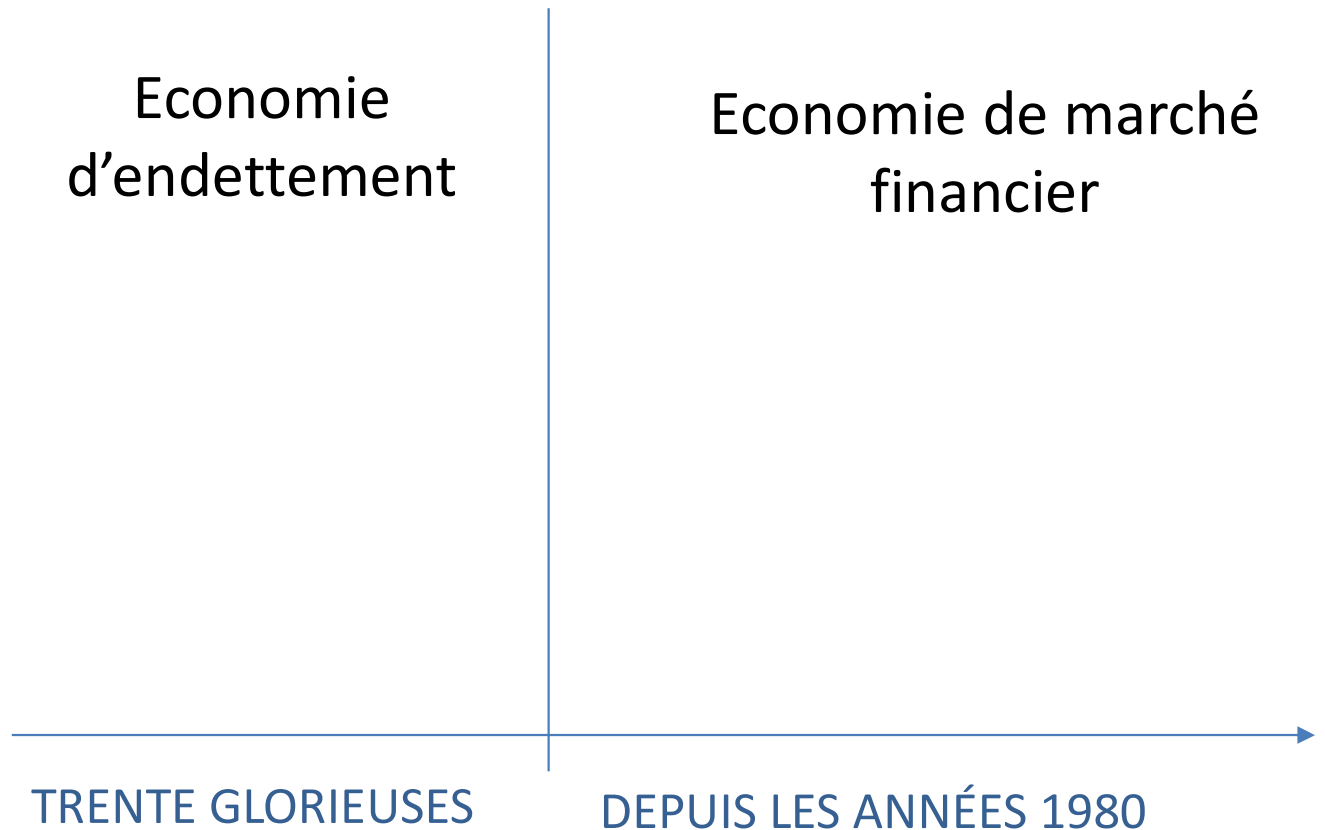 Economie
d’endettement
Economie de marché
financier
TRENTE GLORIEUSES
DEPUIS LES ANNÉES 1980